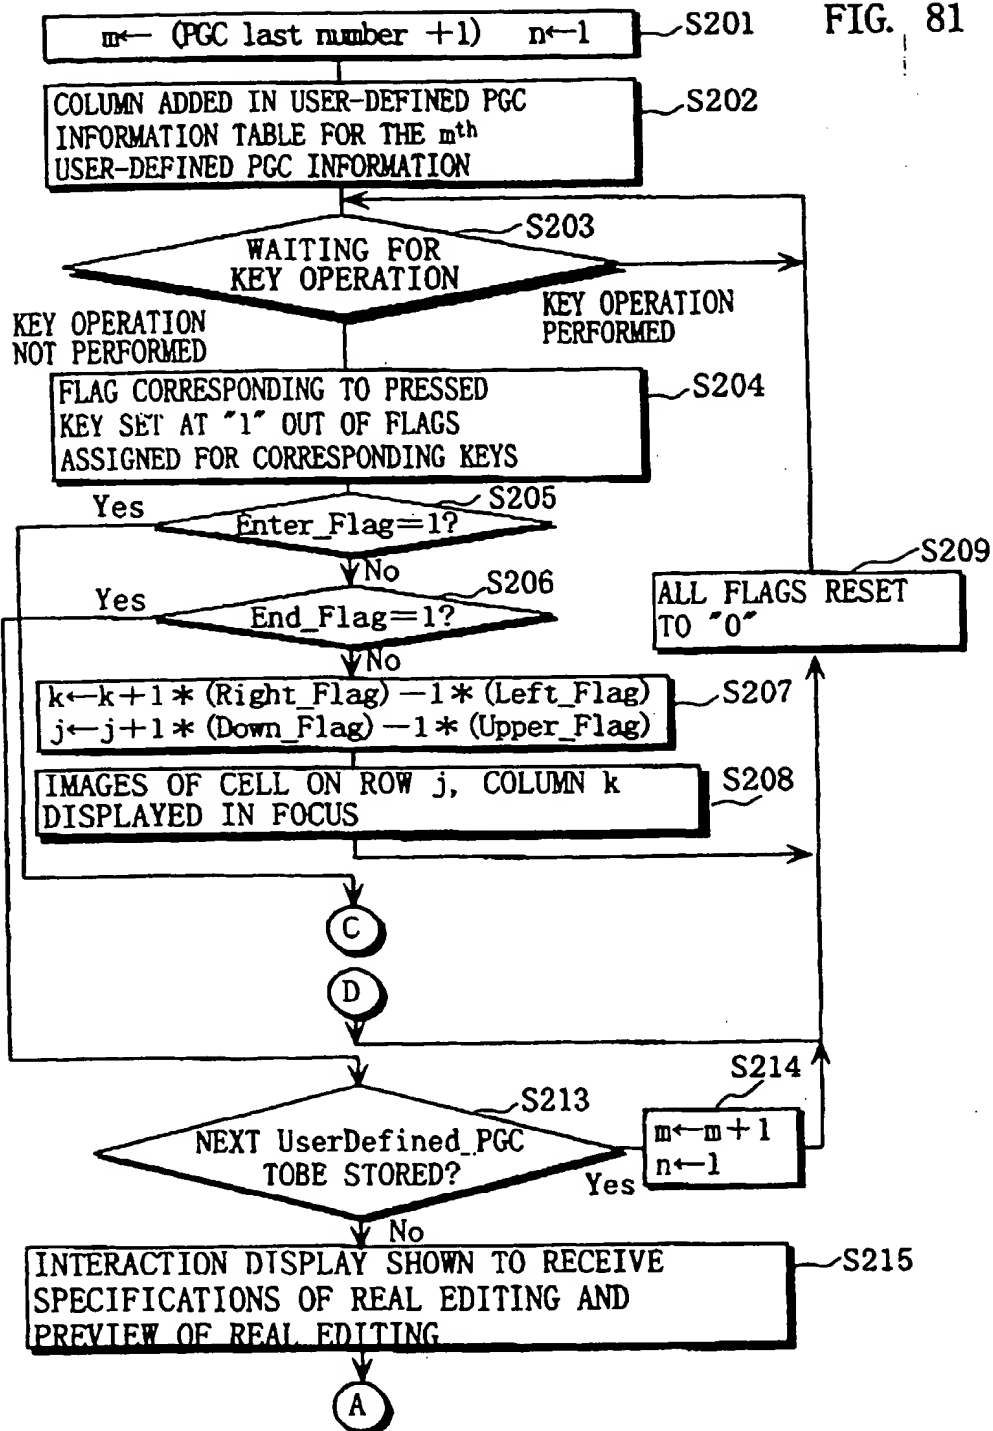 FIG. 81
m← (PGC last number +1) n←1
S201
COLUMN ADDED IN USER-DEFINED PGC
INFORMATION TABLE FOR THE mth
USER-DEFINED PGC INFORMATION
S202
S203
WAITING FOR
KEY OPERATION
KEY OPERATION
NOT PERFORMED
KEY OPERATION
PERFORMED
FLAG CORRESPONDING TO PRESSED
KEY SET AT "1" OUT OF FLAGS
ASSIGNED FOR CORRESPONDING KEYS
S204
Yes
S205
Enter_Flag=1?
No
Yes
S206
End_Flag=1?
No
S209
ALL FLAGS RESET
TO "0"
k←k+1*(Right_Flag)−1*(Left_Flag)
j←j+1*(Down_Flag)−1*(Upper_Flag)
S207
IMAGES OF CELL ON ROW j, COLUMN k
DISPLAYED IN FOCUS
S208
C
D
S213
NEXT UserDefined_PGC
TOBE STORED?
Yes
S214
m←m+1
n←1
No
INTERACTION DISPLAY SHOWN TO RECEIVE
SPECIFICATIONS OF REAL EDITING AND
PREVIEW OF REAL EDITING
S215
A